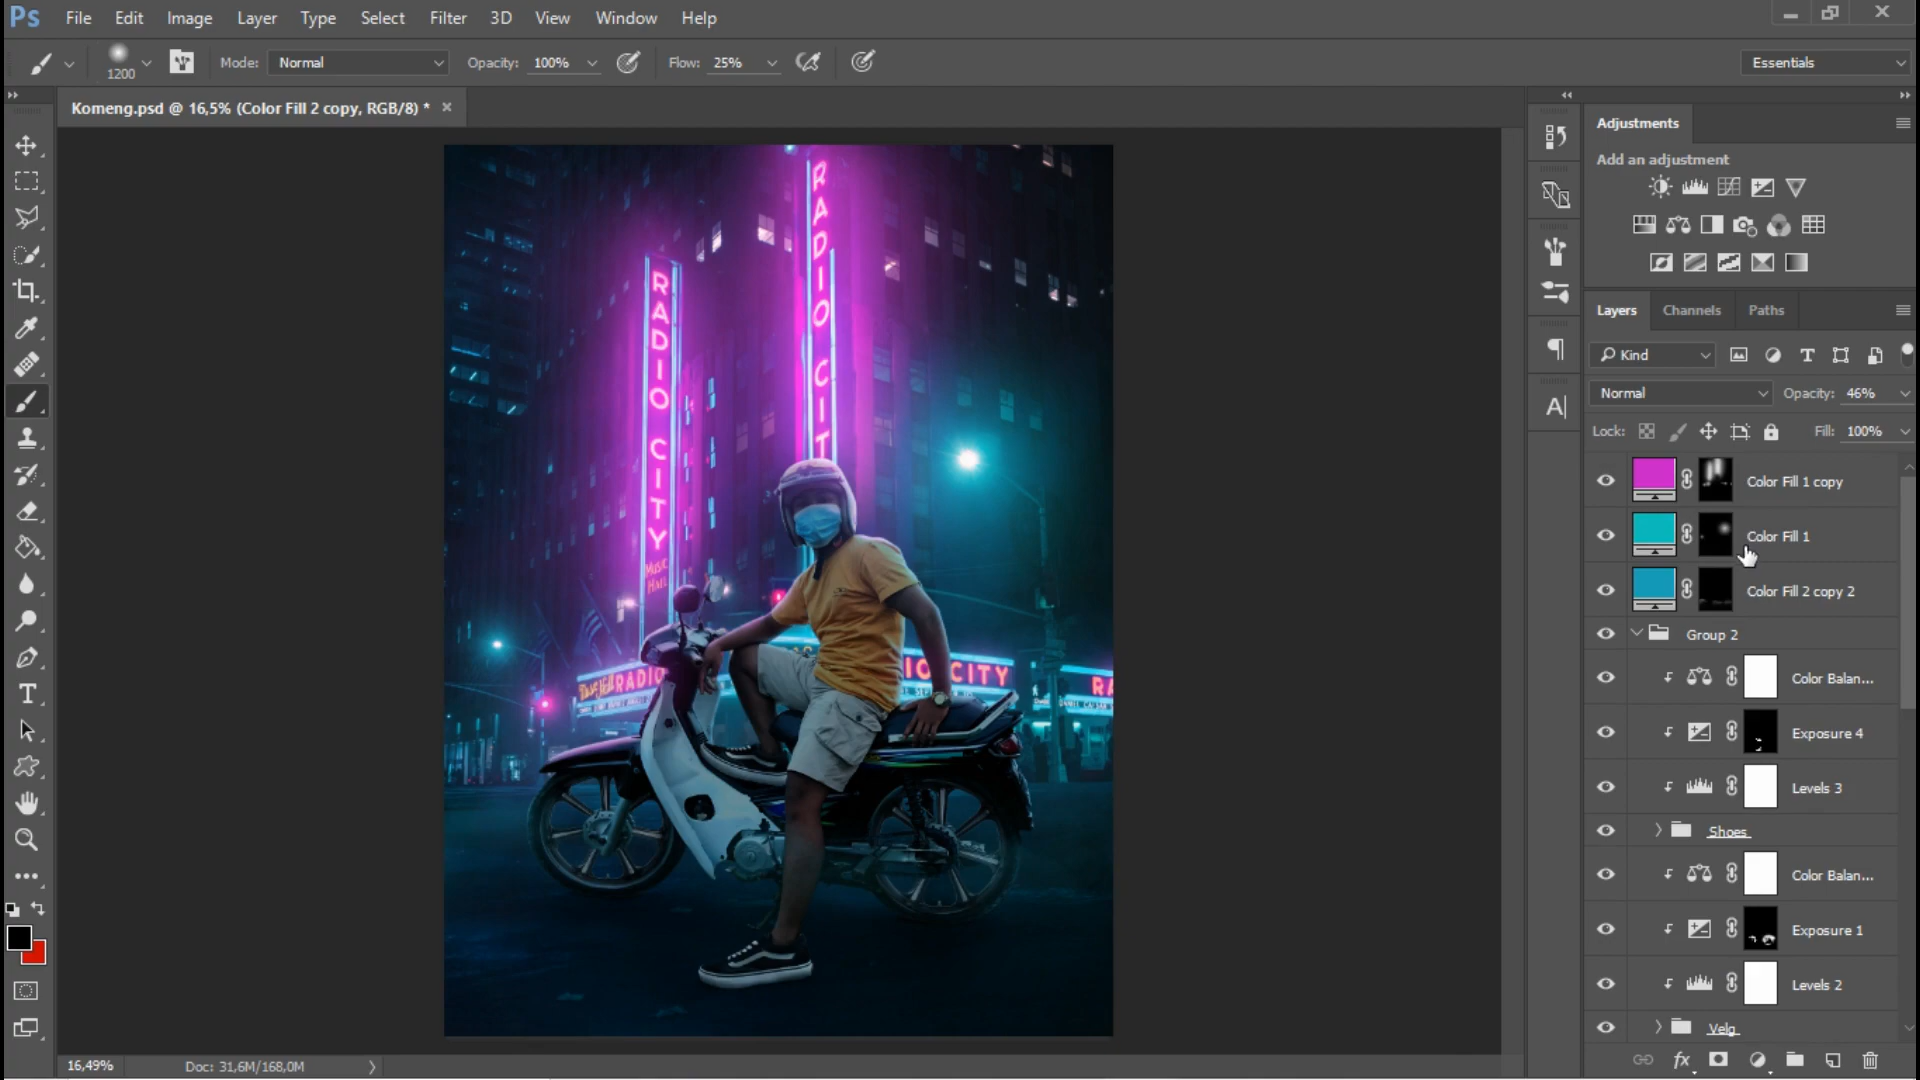 Ps File Edit Image Layer Type Select Filter 3D View Window Help
1200 Mode: Normal Opacity: 100% Flow: 25% Essentials
Komeng.psd @ 16,5% (Color Fill 2 copy, RGB/8) *
Adjustments
Add an adjustment
Layers Channels Paths
Kind
Normal Opacity: 46%
Lock: Fill: 100%
Color Fill 1 copy
Color Fill 1
Color Fill 2 copy 2
Group 2
Color Balan...
Exposure 4
Levels 3
Shoes
Color Balan...
Exposure 1
Levels 2
Velg
RADIO CIT
RADIO CITY
MUSIC
HALL
RADIO
IO CITY
RA
16,49% Doc: 31,6M/168,0M